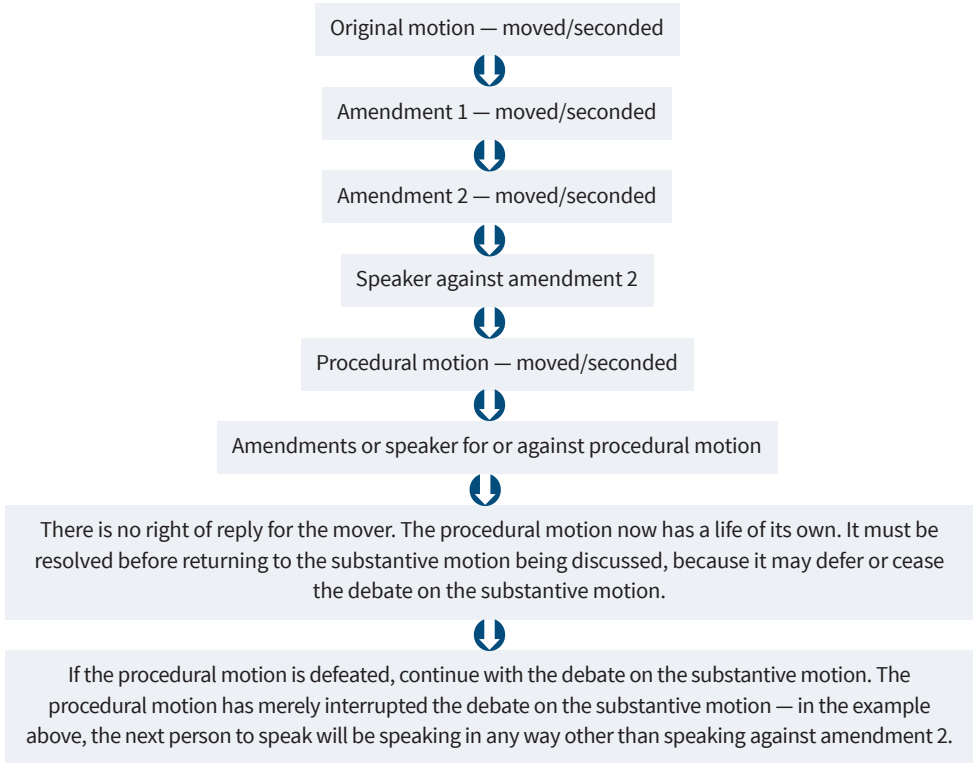 Original motion — moved/seconded
Amendment 1 — moved/seconded
Amendment 2 — moved/seconded
Speaker against amendment 2
Procedural motion — moved/seconded
Amendments or speaker for or against procedural motion
There is no right of reply for the mover. The procedural motion now has a life of its own. It must be
resolved before returning to the substantive motion being discussed, because it may defer or cease
the debate on the substantive motion.
If the procedural motion is defeated, continue with the debate on the substantive motion. The
procedural motion has merely interrupted the debate on the substantive motion — in the example
above, the next person to speak will be speaking in any way other than speaking against amendment 2.